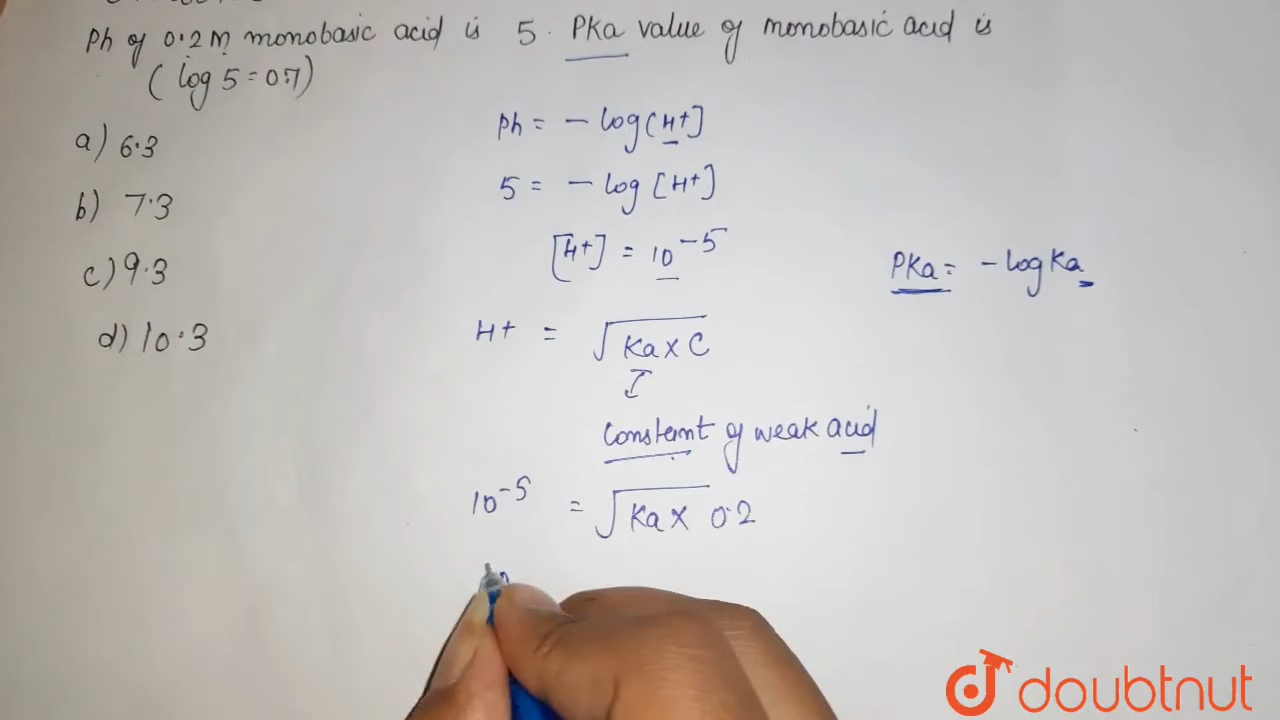 Ph of 0.2M monobasic acid is 5. PKa value of monobasic acid is
(log 5 = 0.7)
a) 6.3
b) 7.3
c) 9.3
d) 10.3
Ph = - log[H+]
5 = - log [H+]
[H+] = 10⁻⁵
PKa = - log Ka
H+ = √Ka x C
Constant of weak acid
10⁻⁵ = √Ka x 0.2
doubtnut